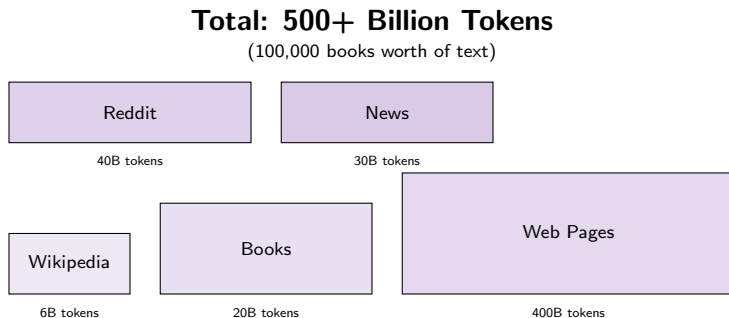 Total: 500+ Billion Tokens
(100,000 books worth of text)
Reddit
News
40B tokens
30B tokens
Wikipedia
Books
Web Pages
6B tokens
20B tokens
400B tokens